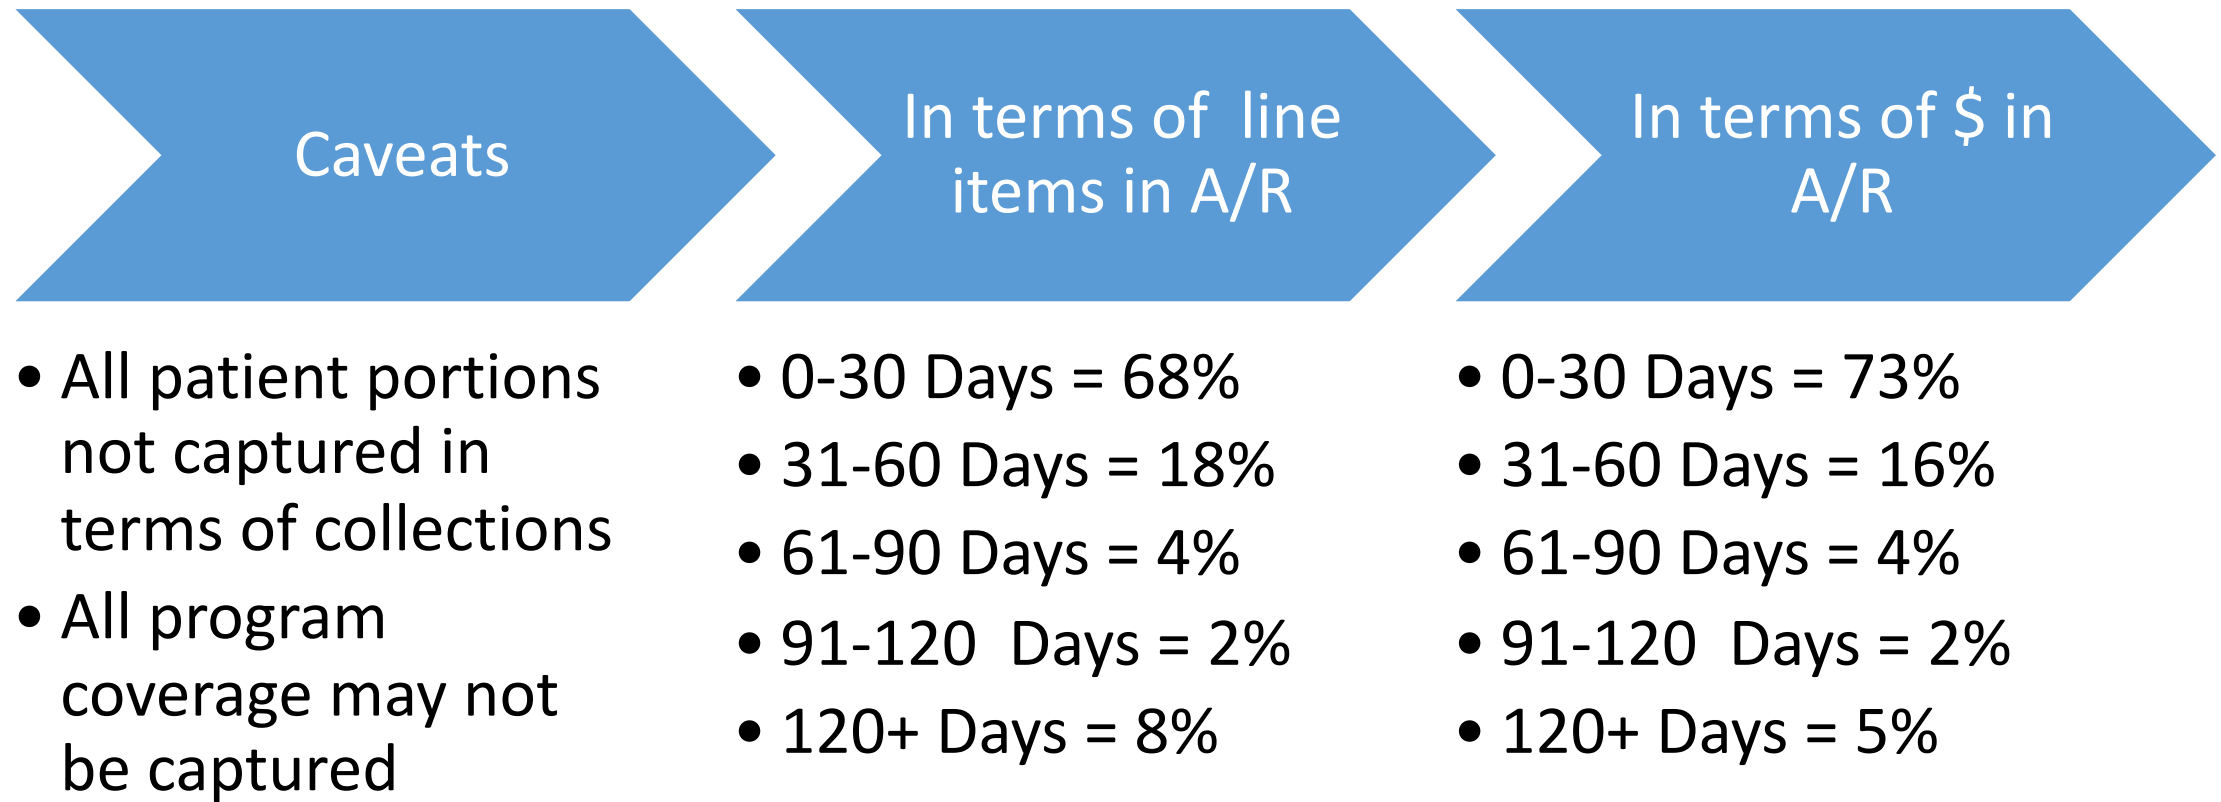 Caveats
• All patient portions
not captured in
terms of collections
• All program
coverage may not
be captured
In terms of  line
items in A/R
• 0-30 Days = 68%
• 31-60 Days = 18%
• 61-90 Days = 4%
• 91-120  Days = 2%
• 120+ Days = 8%
In terms of $ in
A/R
• 0-30 Days = 73%
• 31-60 Days = 16%
• 61-90 Days = 4%
• 91-120  Days = 2%
• 120+ Days = 5%